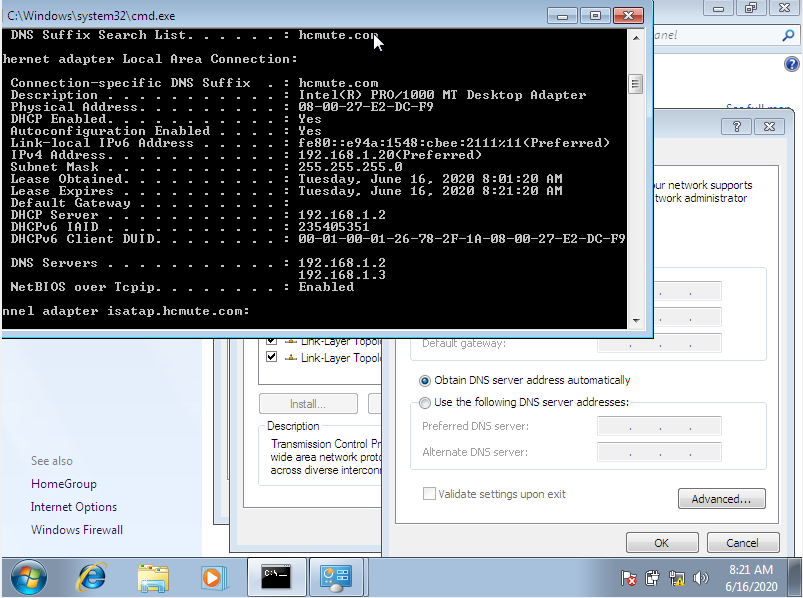 C:\Windows\system32\cmd.exe
DNS Suffix Search List. . . . . . : hcmute.com
hernet adapter Local Area Connection:
Connection-specific DNS Suffix  . : hcmute.com
Description . . . . . . . . . . . : Intel(R) PRO/1000 MT Desktop Adapter
Physical Address. . . . . . . . . : 08-00-27-E2-DC-F9
DHCP Enabled. . . . . . . . . . . : Yes
Autoconfiguration Enabled . . . . : Yes
Link-local IPv6 Address . . . . . : fe80::e94a:1548:cbee:2111%11(Preferred)
IPv4 Address. . . . . . . . . . . : 192.168.1.20(Preferred)
Subnet Mask . . . . . . . . . . . : 255.255.255.0
Lease Obtained. . . . . . . . . . : Tuesday, June 16, 2020 8:01:20 AM
Lease Expires . . . . . . . . . . : Tuesday, June 16, 2020 8:21:20 AM
Default Gateway . . . . . . . . . :
DHCP Server . . . . . . . . . . . : 192.168.1.2
DHCPv6 IAID . . . . . . . . . . . : 235405351
DHCPv6 Client DUID. . . . . . . . : 00-01-00-01-26-78-2F-1A-08-00-27-E2-DC-F9
DNS Servers . . . . . . . . . . . : 192.168.1.2
192.168.1.3
NetBIOS over Tcpip. . . . . . . . : Enabled
nnel adapter isatap.hcmute.com:
anel
See full map
ur network supports
twork administrator
Default gateway:
Link-Layer Topolo
Link-Layer Topolo
Obtain DNS server address automatically
Use the following DNS server addresses:
Install...
Preferred DNS server:
Description
Transmission Control Pr
Alternate DNS server:
wide area network proto
across diverse interconn
See also
HomeGroup
Validate settings upon exit
Advanced...
Internet Options
Windows Firewall
OK
Cancel
C:\_
8:21 AM
6/16/2020